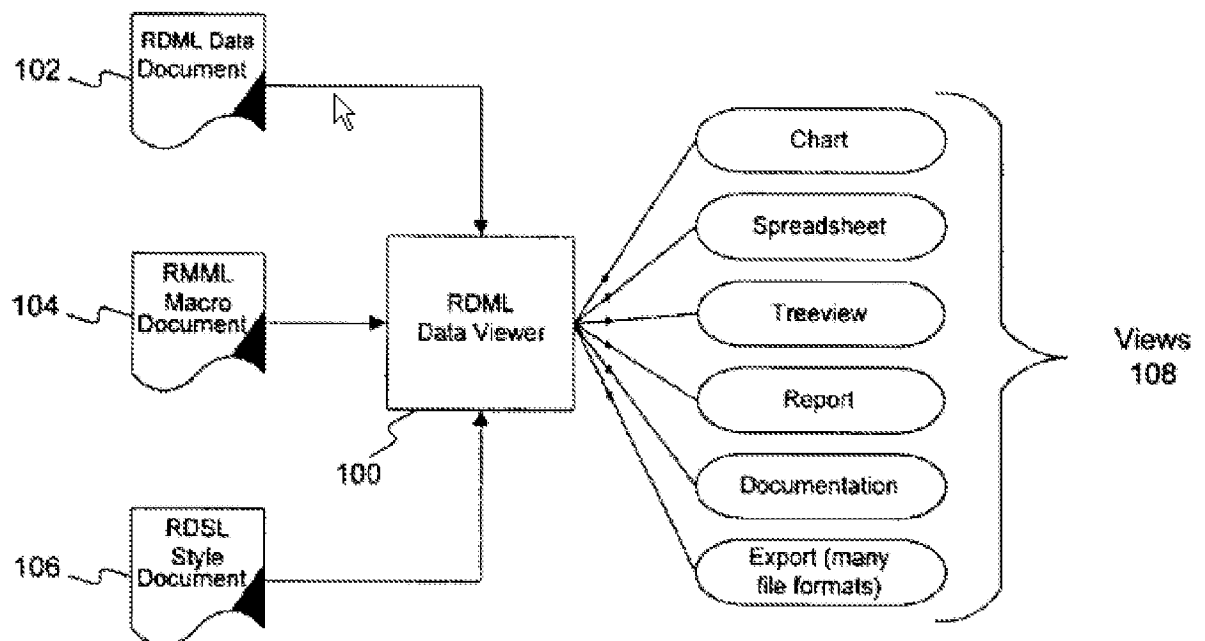 RDML Data
Document
102
RMML
Macro
Document
104
RDSL
Style
Document
106
RDML
Data Viewer
100
Chart
Spreadsheet
Treeview
Report
Documentation
Export (many
file formats)
Views
108